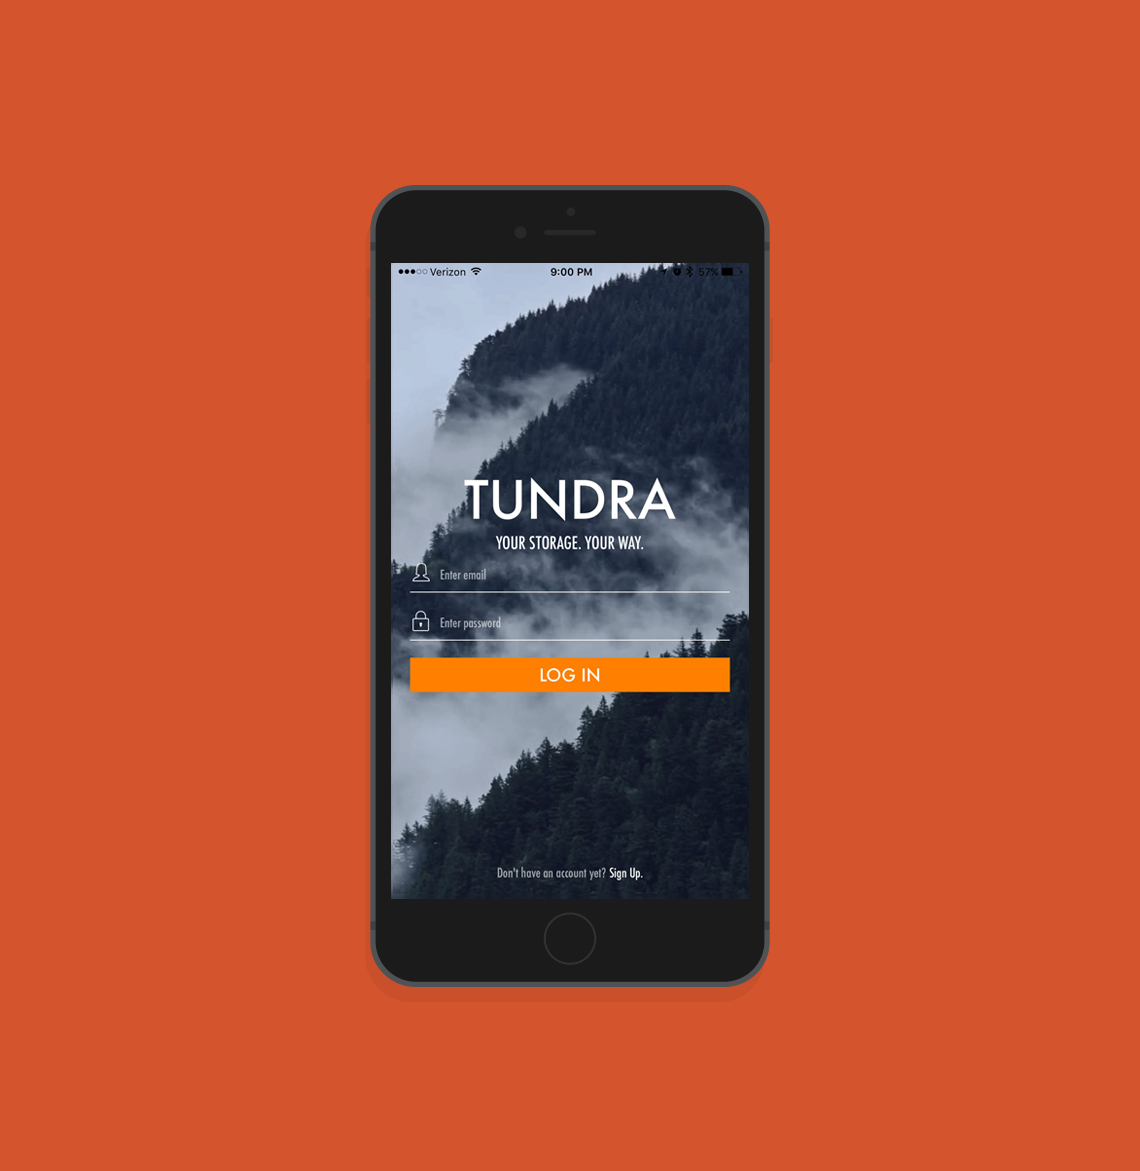 Verizon 9:00 PM 57%
TUNDRA
YOUR STORAGE. YOUR WAY.
Enter email
Enter password
LOG IN
Don't have an account yet? Sign Up.